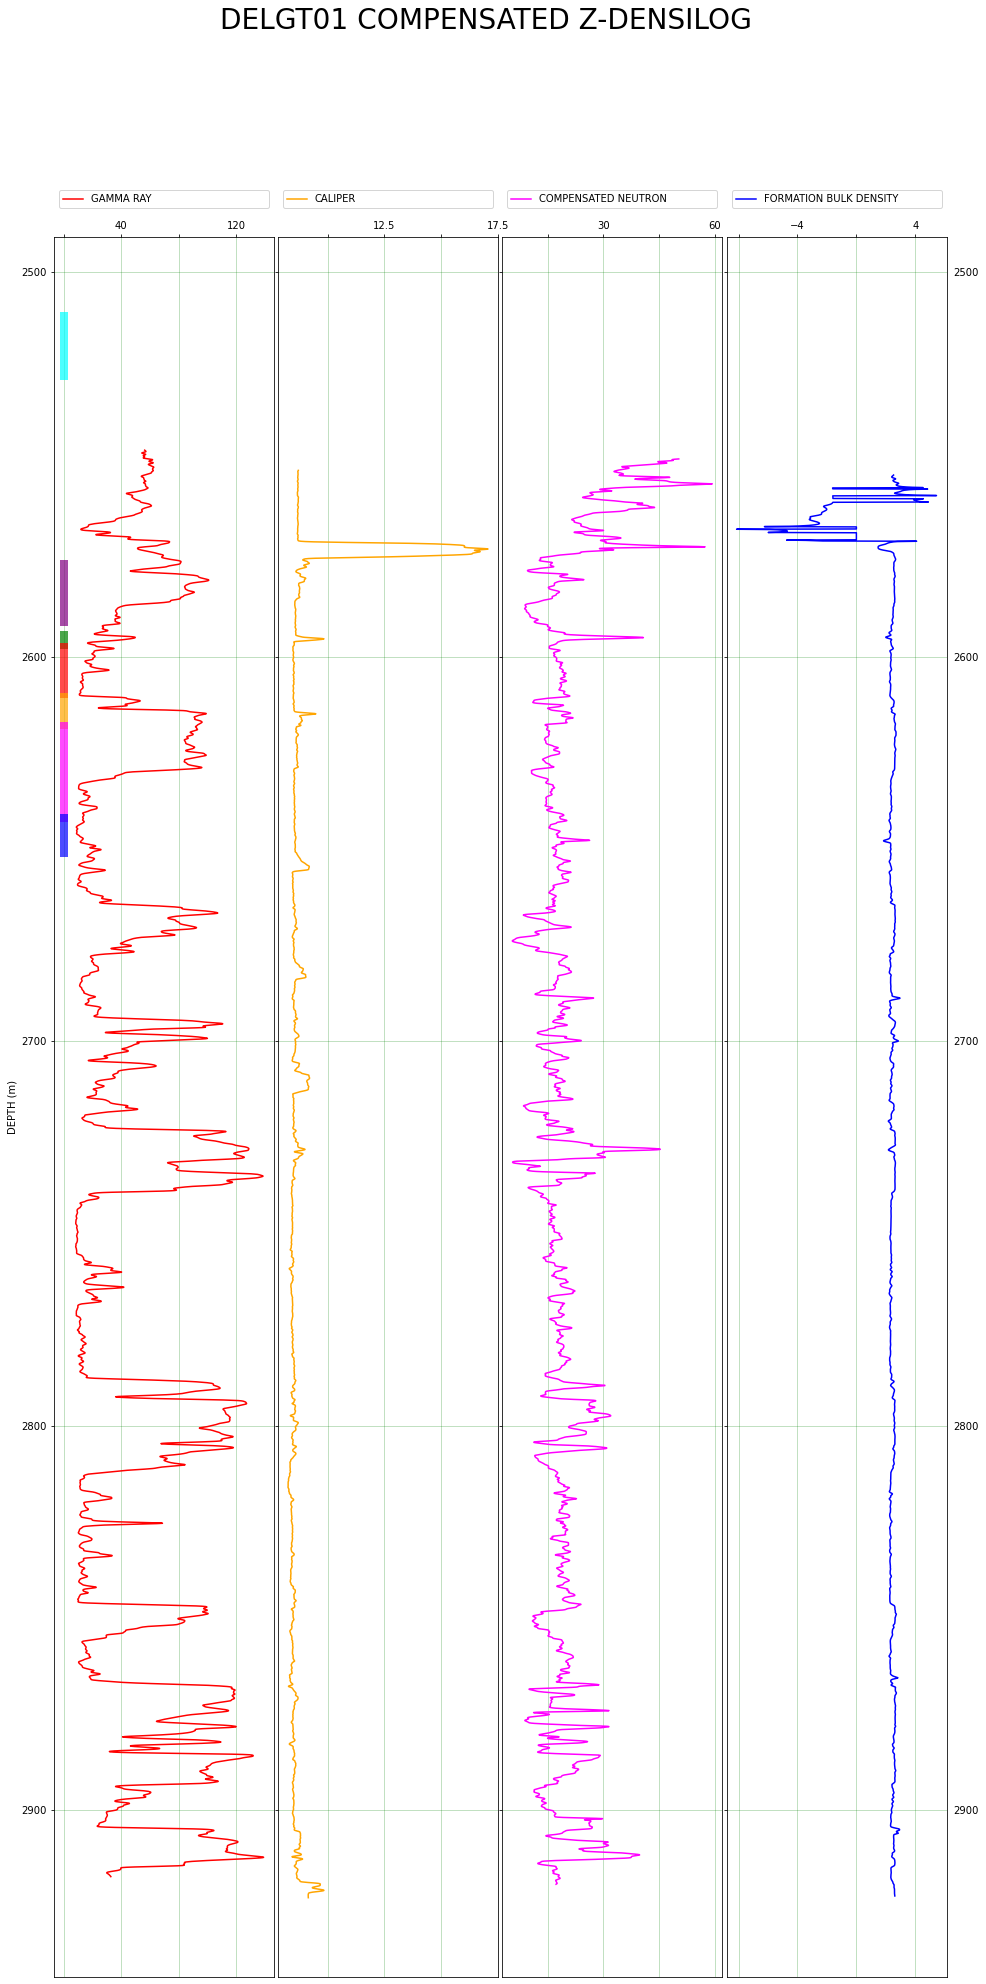 DELGT01 COMPENSATED Z-DENSILOG
GAMMA RAY CALIPER COMPENSATED NEUTRON FORMATION BULK DENSITY
40 120 12.5 17.5 30 60 −4 4
2500 2500
2600 2600
2700 2700
DEPTH (m)
2800 2800
2900 2900